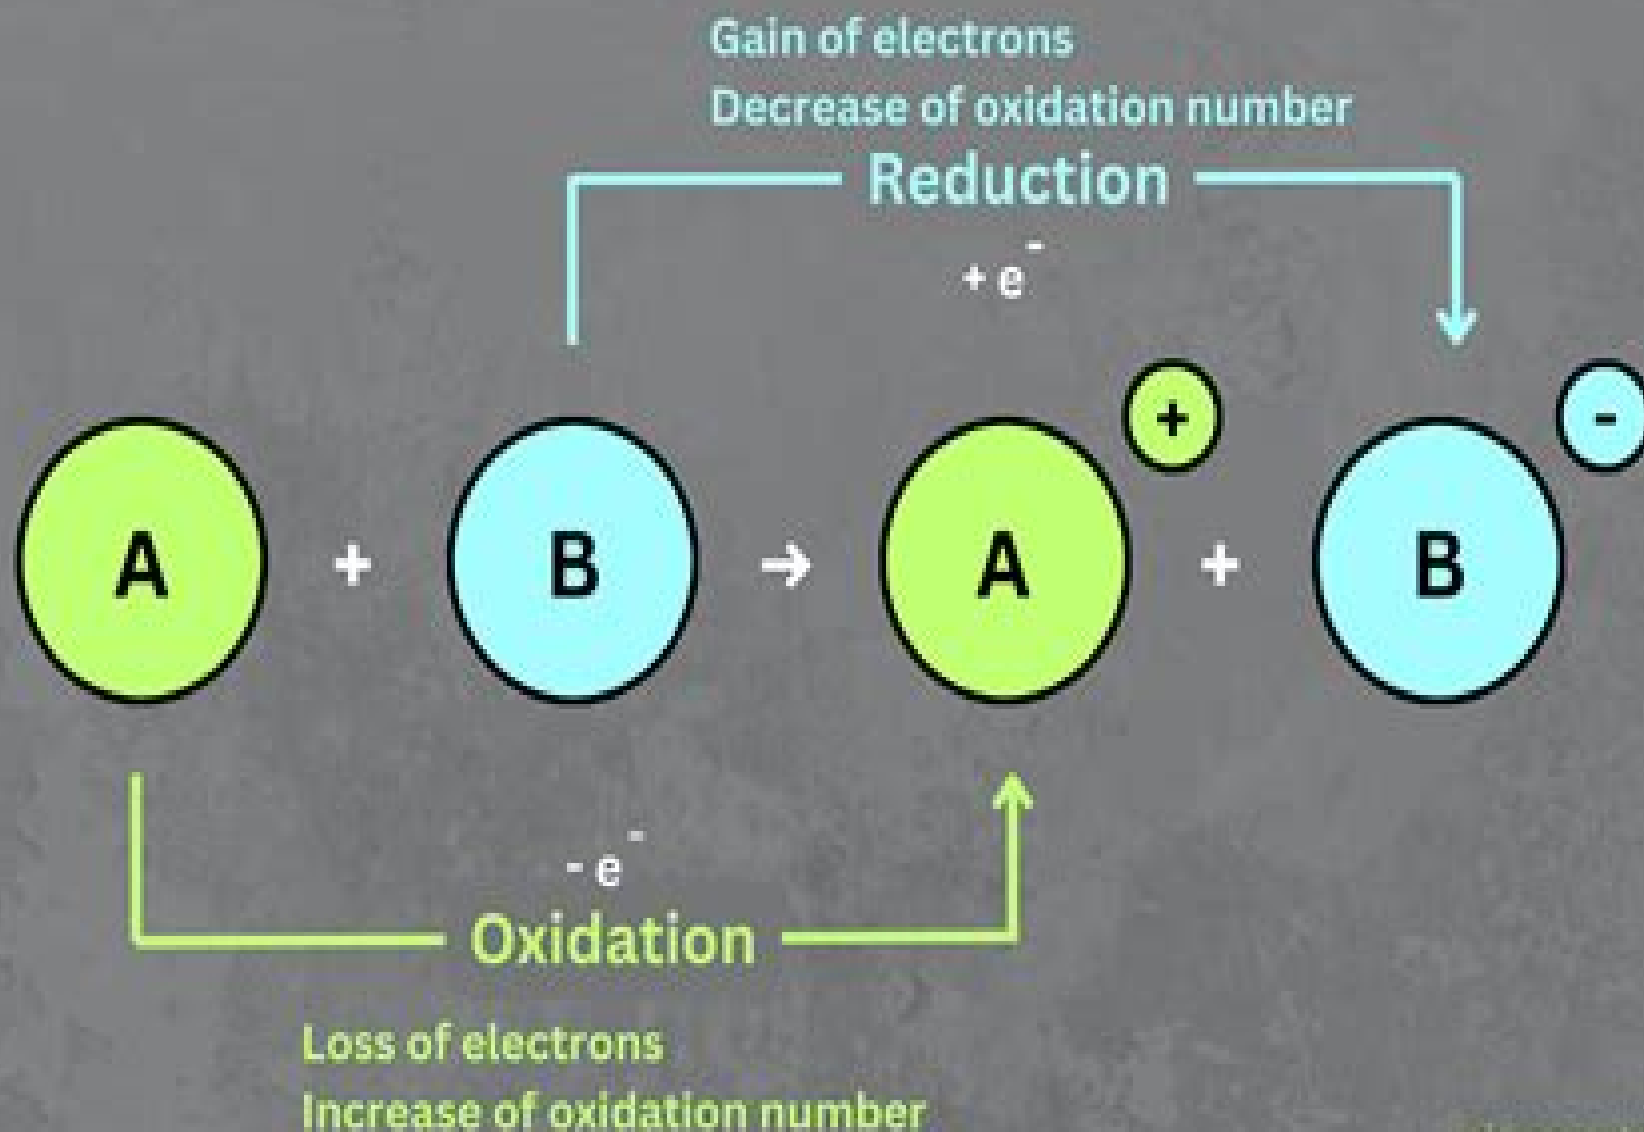 Gain of electrons
Decrease of oxidation number
Reduction
+ e⁻
+
-
A + B → A + B
- e⁻
Oxidation
Loss of electrons
Increase of oxidation number